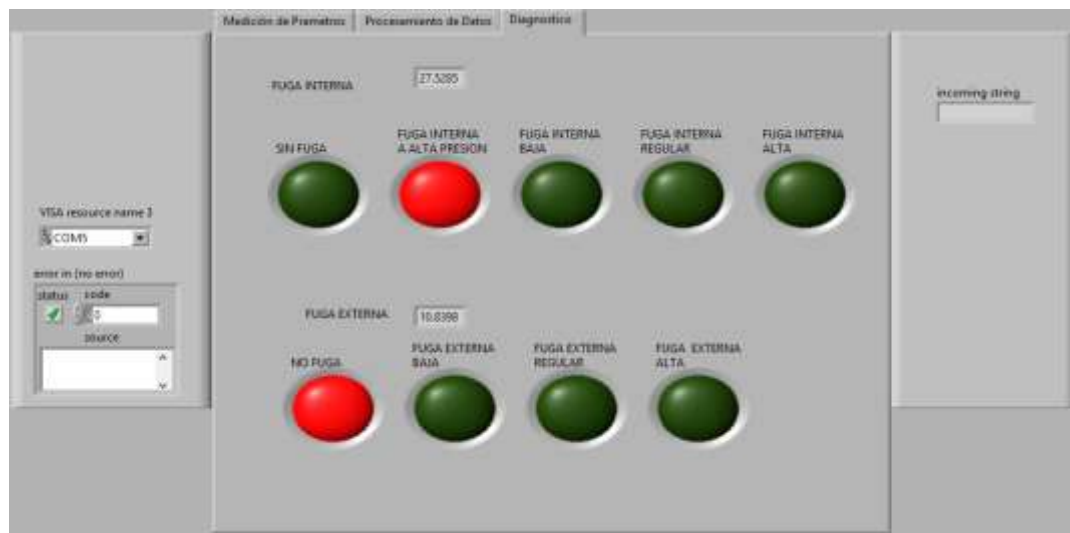 Medición de Prametros
Procesamiento de Datos
Diagnostico
FUGA INTERNA
27.5285
incoming string
SIN FUGA
FUGA INTERNA
A ALTA PRESION
FUGA INTERNA
BAJA
FUGA INTERNA
REGULAR
FUGA INTERNA
ALTA
VISA resource name 3
COM5
error in (no error)
status
code
0
source
FUGA EXTERNA
10.8398
NO FUGA
FUGA EXTERNA
BAJA
FUGA EXTERNA
REGULAR
FUGA EXTERNA
ALTA